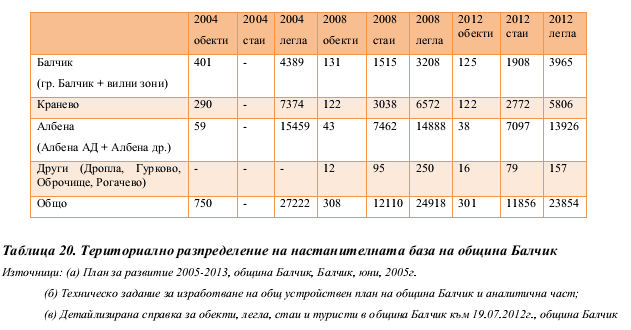 2004 обекти 2004 стаи 2004 легла 2008 обекти 2008 стаи 2008 легла 2012 обекти 2012 стаи 2012 легла
Балчик 401 - 4389 131 1515 3208 125 1908 3965
(гр. Балчик + вилни зони)
Кранево 290 - 7374 122 3038 6572 122 2772 5806
Албена 59 - 15459 43 7462 14888 38 7097 13926
(Албена АД + Албена др.)
Други (Дропла, Гурково, - - - 12 95 250 16 79 157
Оброчище, Рогачево)
Общо 750 - 27222 308 12110 24918 301 11856 23854
Таблица 20. Териториално разпределение на настанителната база на община Балчик
Източници: (а) План за развитие 2005-2013, община Балчик, Балчик, юни, 2005г.
(б) Техническо задание за изработване на общ устройствен план на община Балчик и аналитична част;
(в) Детайлизирана справка за обекти, легла, стаи и туристи в община Балчик към 19.07.2012г., община Балчик